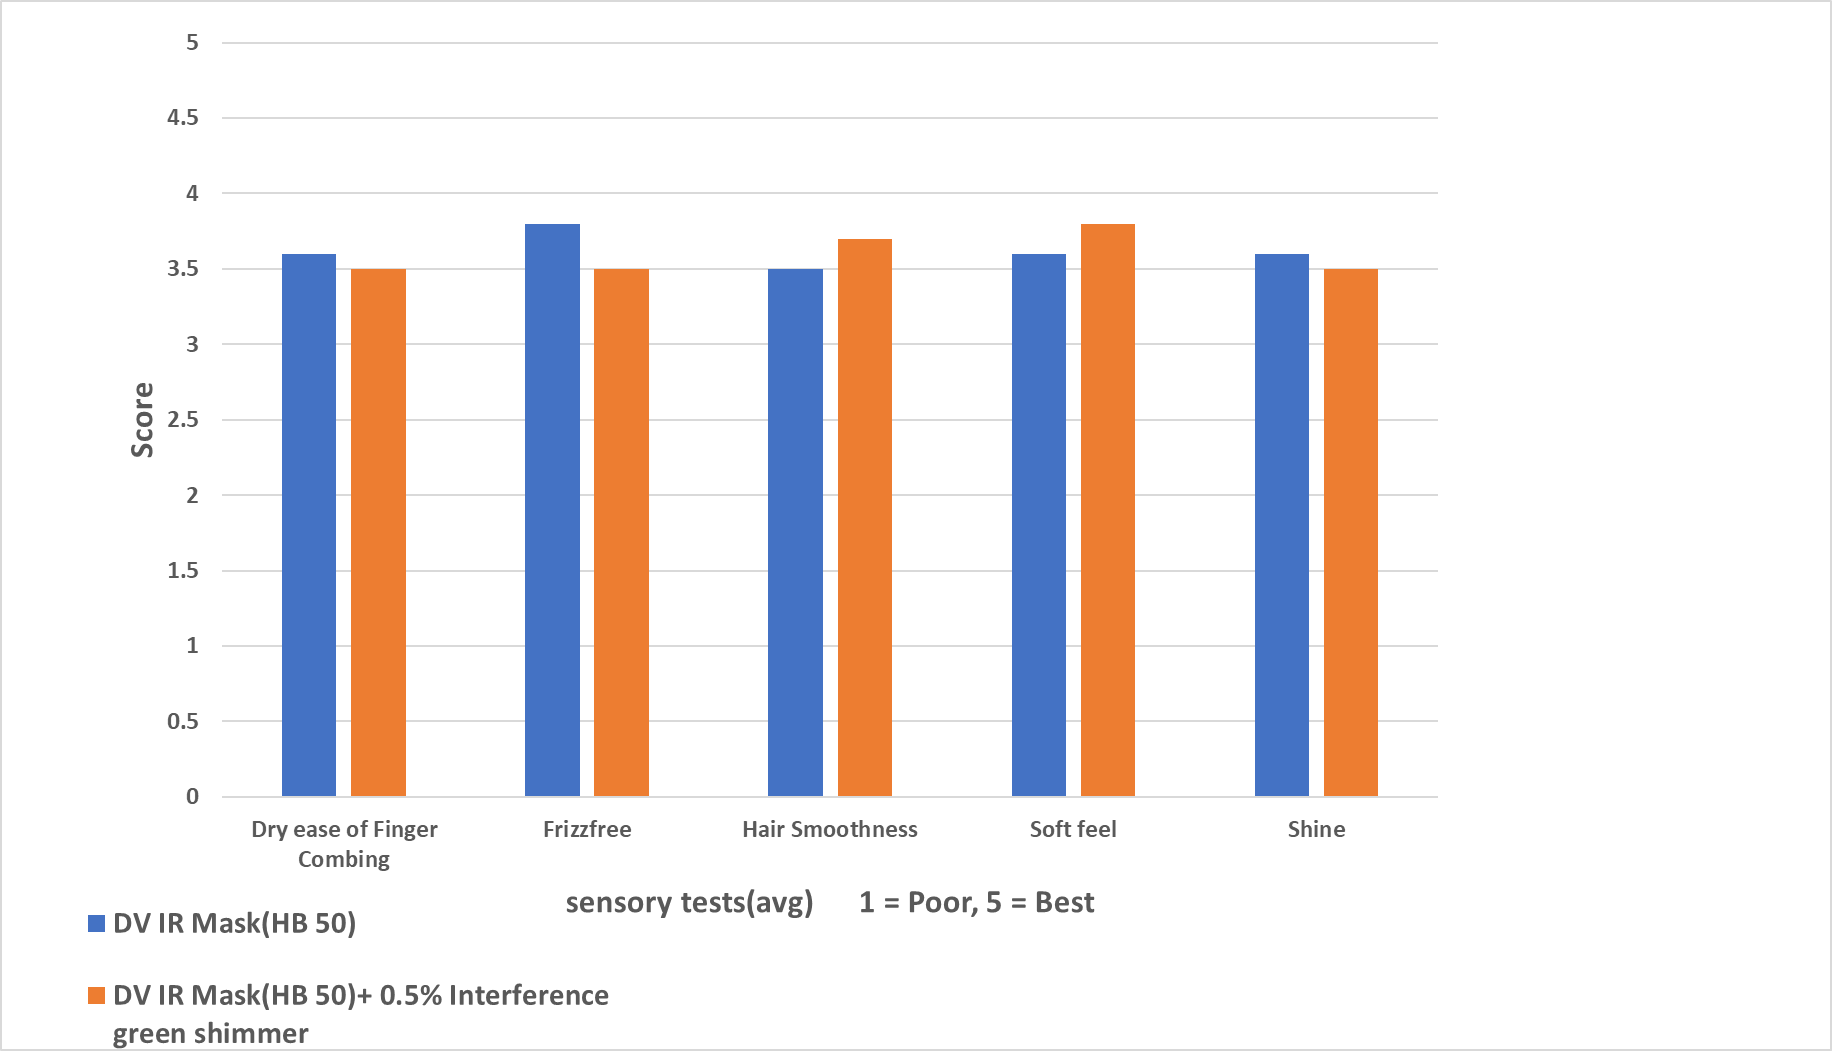 5
4.5
4
3.5
3
2.5
2
1.5
1
0.5
0
Score
Dry ease of Finger
Combing
Frizzfree
Hair Smoothness
Soft feel
Shine
sensory tests(avg) 1 = Poor, 5 = Best
DV IR Mask(HB 50)
DV IR Mask(HB 50)+ 0.5% Interference
green shimmer